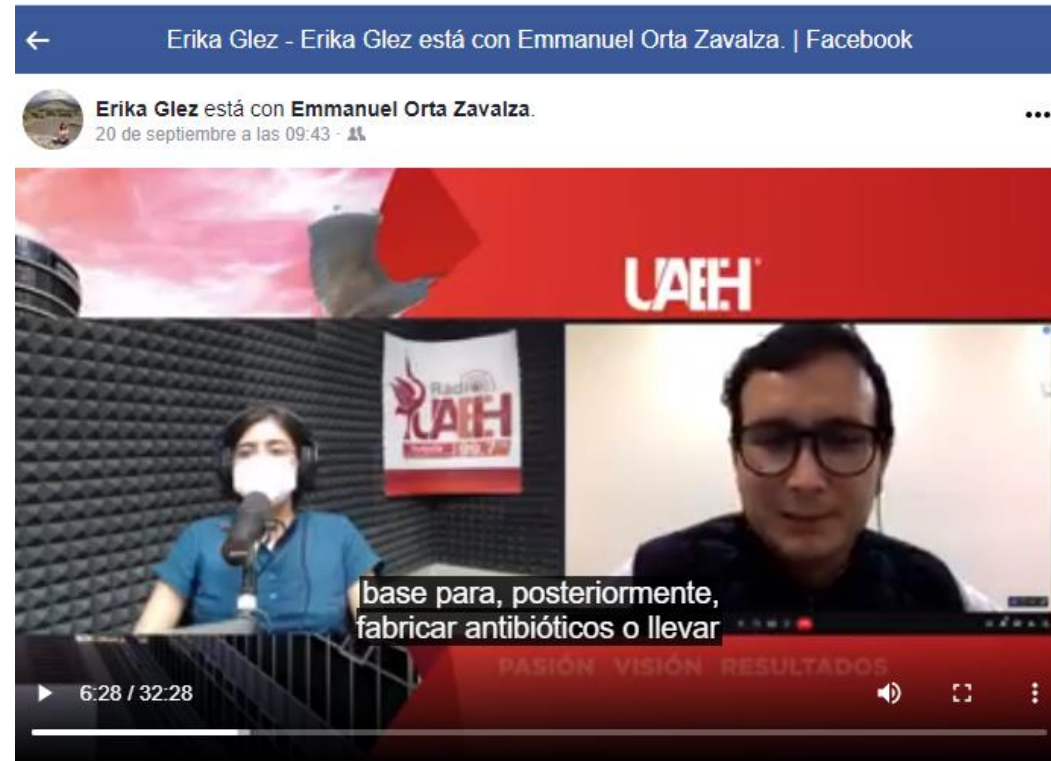 Erika Glez - Erika Glez está con Emmanuel Orta Zavalza. | Facebook
Erika Glez está con Emmanuel Orta Zavalza.
20 de septiembre a las 09:43 ·
UAEH
Radio
UAEH
99.7
base para, posteriormente,
fabricar antibióticos o llevar
PASIÓN VISIÓN RESULTADOS
6:28 / 32:28